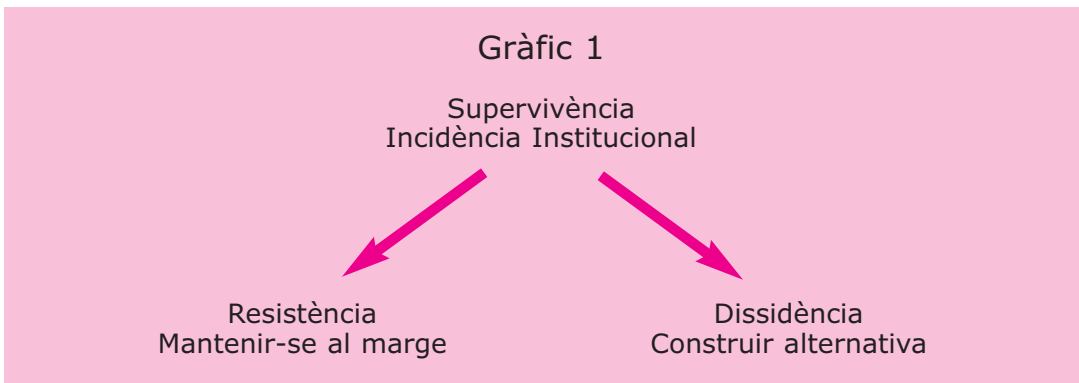 Gràfic 1
Supervivència
Incidència Institucional
Resistència
Mantenir-se al marge
Dissidència
Construir alternativa